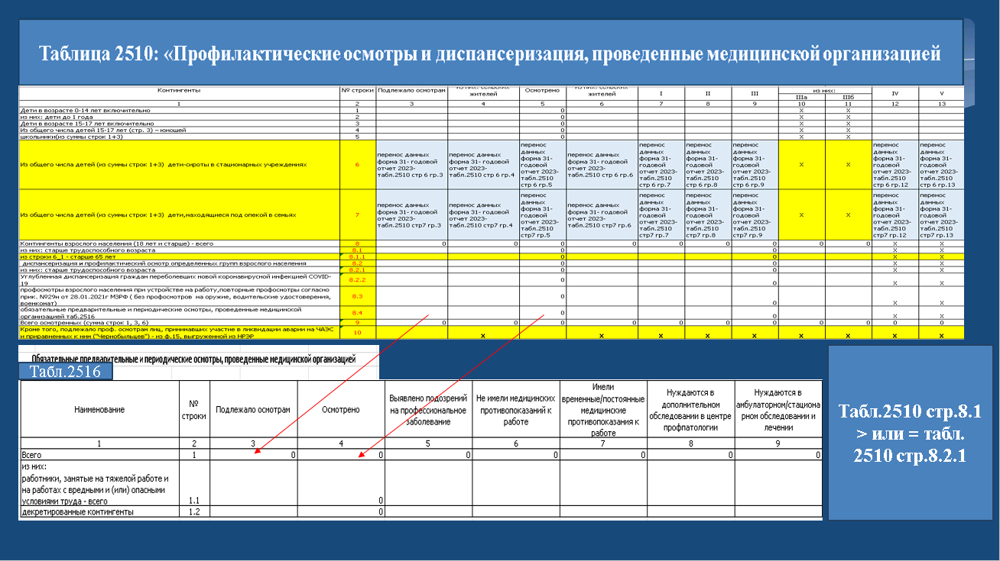 Таблица 2510: «Профилактические осмотры и диспансеризация, проведенные медицинской организацией
Контингенты № строки Подлежало осмотрам из них: сельских жителей Осмотрено из них: сельских жителей I II III из них: IV V
IIIа IIIб
1 2 3 4 5 6 7 8 9 10 11 12 13
Дети в возрасте 0-14 лет включительно 1 0 X X
из них: дети до 1 года 2 0 X X
Дети в возрасте 15-17 лет включительно 3 0 X X
Из общего числа детей 15-17 лет (стр. 3) – юношей 4 0 X X
школьники(из суммы строк 1+3) 5 0 X X
Из общего числа детей (из суммы строк 1+3) дети-сироты в стационарных учреждениях 6 перенос данных форма 31- годовой отчет 2023- табл.2510 стр 6 гр.3 перенос данных форма 31- годовой отчет 2023- табл.2510 стр 6 гр.4 перенос данных форма 31- годовой отчет 2023- табл.2510 стр 6 гр.5 перенос данных форма 31- годовой отчет 2023- табл.2510 стр 6 гр.6 перенос данных форма 31- годовой отчет 2023- табл.2510 стр 6 гр.7 перенос данных форма 31- годовой отчет 2023- табл.2510 стр 6 гр.8 перенос данных форма 31- годовой отчет 2023- табл.2510 стр 6 гр.9 X X перенос данных форма 31- годовой отчет 2023- табл.2510 стр 6 гр.12 перенос данных форма 31- годовой отчет 2023- табл.2510 стр 6 гр.13
Из общего числа детей (из суммы строк 1+3) дети,находящиеся под опекой в семьях 7 перенос данных форма 31- годовой отчет 2023- табл.2510 стр7 гр.3 перенос данных форма 31- годовой отчет 2023- табл.2510 стр7 гр.4 перенос данных форма 31- годовой отчет 2023- табл.2510 стр7 гр.5 перенос данных форма 31- годовой отчет 2023- табл.2510 стр7 гр.6 перенос данных форма 31- годовой отчет 2023- табл.2510 стр7 гр.7 перенос данных форма 31- годовой отчет 2023- табл.2510 стр7 гр.8 перенос данных форма 31- годовой отчет 2023- табл.2510 стр7 гр.9 X X перенос данных форма 31- годовой отчет 2023- табл.2510 стр7 гр.12 перенос данных форма 31- годовой отчет 2023- табл.2510 стр7 гр.13
Контингенты взрослого населения (18 лет и старше) - всего 8 0 0 0 0 0 0 0 0 0 X X
из них: старше трудоспособного возраста 8.1 0 0 X X
из строки 6_1 - старше 65 лет 8.1.1 0 0 X X
диспансеризация и профилактический осмотр определенных групп взрослого населения 8.2 0 0 X X
из них: старше трудоспособного возраста 8.2.1 0 0 X X
Углубленная диспансеризация граждан переболевших новой коронавирусной инфекцией COVID-
19 8.2.2 0 0 X X
профосмотры взрослого населения при устройстве на работу,повторные профосмотры согласно
прик. №29н от 28.01.2021г МЗРФ ( без профосмотров на оружие, водительские удостоверения,
военкомат) 8.3 0 0 X X
обязательные предварительные и периодические осмотры, проведенные медицинской
организацией таб.2516 8.4 0 0 X X
Всего осмотренных (сумма строк 1, 3, 6) 9 0 0 0 0 0 0 0 0 0 0 0
Кроме того, подлежало проф. осмотрам лиц, прининавших участие в ликвидации аварии на ЧАЭС
и приравненных к ним ("Чернобыльцев") - из ф.15, выгруженной из НРЭР 10 x x x x x x x x x
Обязательные предварительные и периодические осмотры, проведенные медицинской организацией
Табл.2516
Наименование № строки Подлежало осмотрам Осмотрено Выявлено подозрений на профессиональное заболевание Не имели медицинских противопоказаний к работе Имели временные/постоянные медицинские противопоказания к работе Нуждаются в дополнительном обследовании в центре профпатологии Нуждаются в амбулаторном/стационарном обследовании и лечении
1 2 3 4 5 6 7 8 9
Всего 1 0 0 0 0 0 0 0
из них:
работники, занятые на тяжелой работе и
на работах с вредными и (или) опасными
условиями труда - всего 1.1 0
декретированные контингенты 1.2 0
Табл.2510 стр.8.1
> или = табл.
2510 стр.8.2.1